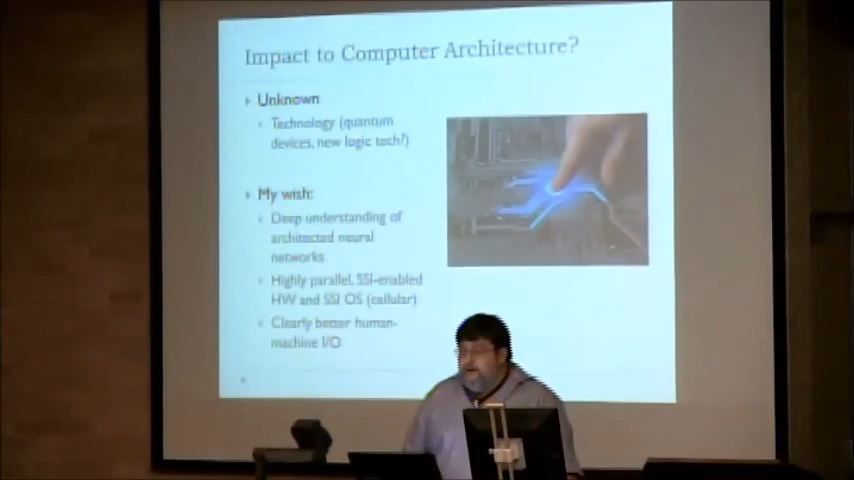 Impact to Computer Architecture?
Unknown
Technology (quantum
devices, new logic tech?)
My wish:
Deep understanding of
architected neural
networks
Highly parallel, SSI-enabled
HW and SSI OS (cellular)
Clearly better human-
machine I/O